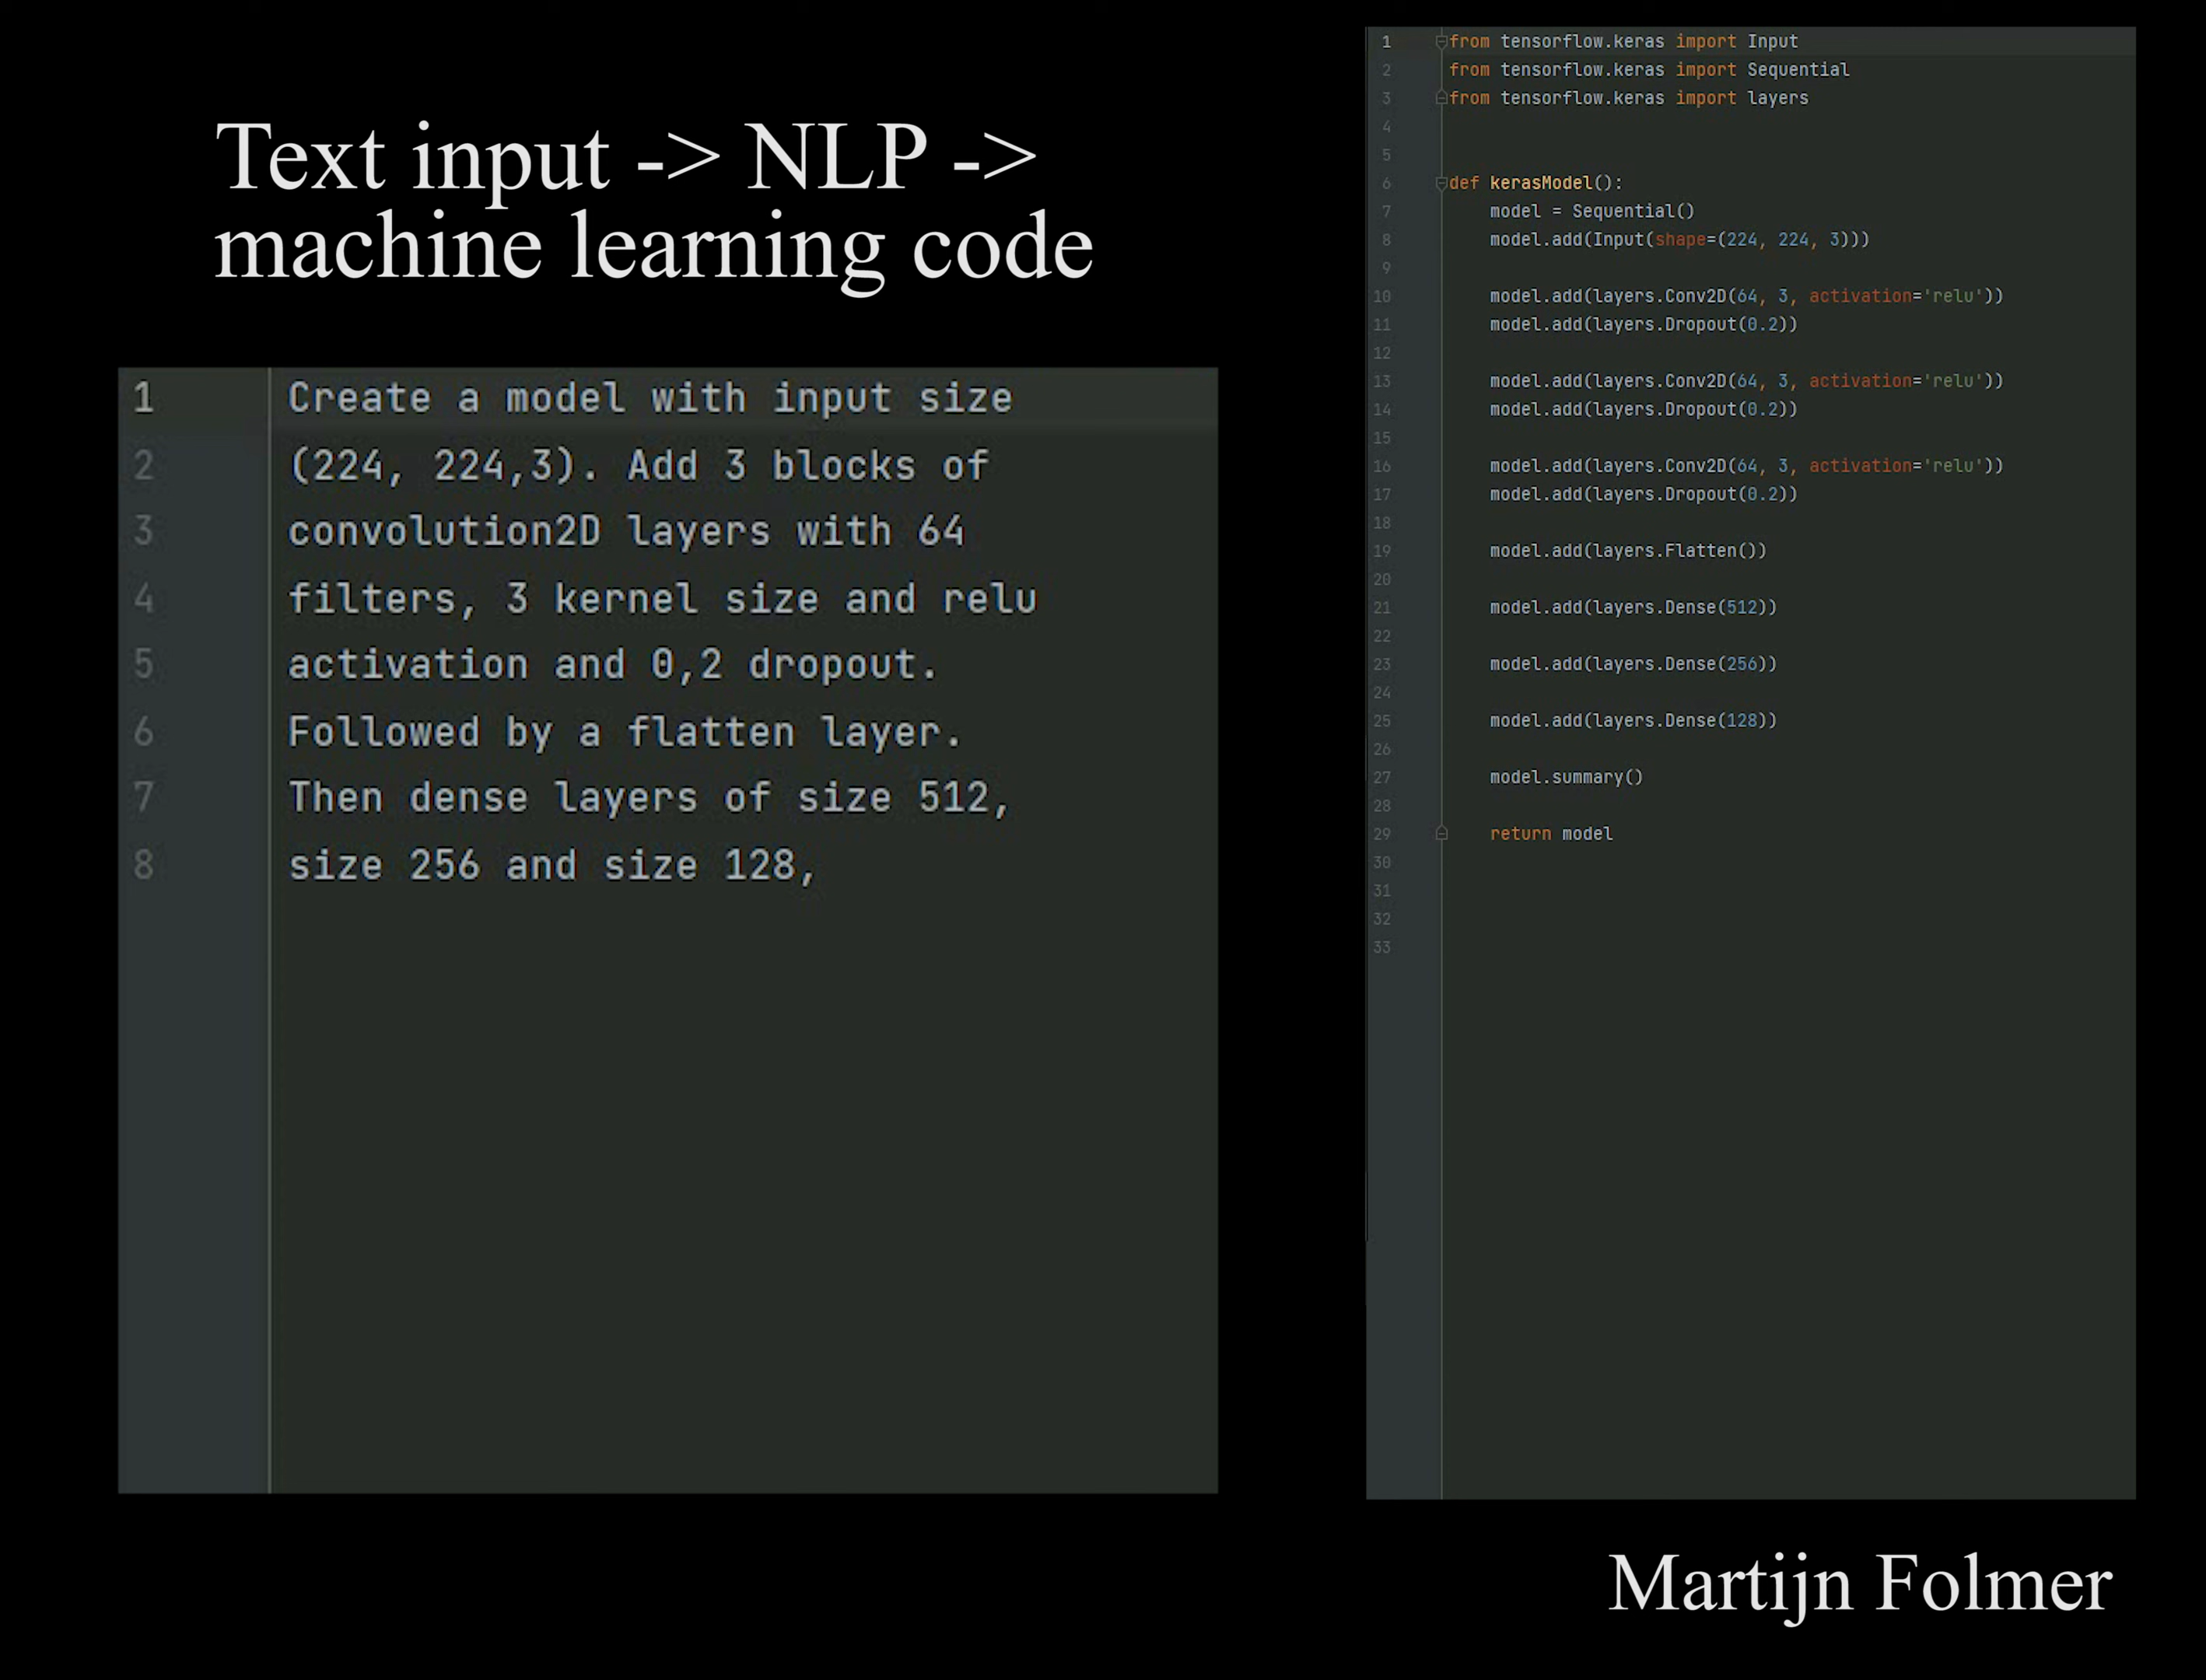 Text input -> NLP ->
machine learning code
1 Create a model with input size
2 (224, 224,3). Add 3 blocks of
3 convolution2D layers with 64
4 filters, 3 kernel size and relu
5 activation and 0,2 dropout.
6 Followed by a flatten layer.
7 Then dense layers of size 512,
8 size 256 and size 128,
1 from tensorflow.keras import Input
2 from tensorflow.keras import Sequential
3 from tensorflow.keras import layers
4
5
6 def kerasModel():
7     model = Sequential()
8     model.add(Input(shape=(224, 224, 3)))
9
10     model.add(layers.Conv2D(64, 3, activation='relu'))
11     model.add(layers.Dropout(0.2))
12
13     model.add(layers.Conv2D(64, 3, activation='relu'))
14     model.add(layers.Dropout(0.2))
15
16     model.add(layers.Conv2D(64, 3, activation='relu'))
17     model.add(layers.Dropout(0.2))
18
19     model.add(layers.Flatten())
20
21     model.add(layers.Dense(512))
22
23     model.add(layers.Dense(256))
24
25     model.add(layers.Dense(128))
26
27     model.summary()
28
29     return model
30
31
32
33
Martijn Folmer